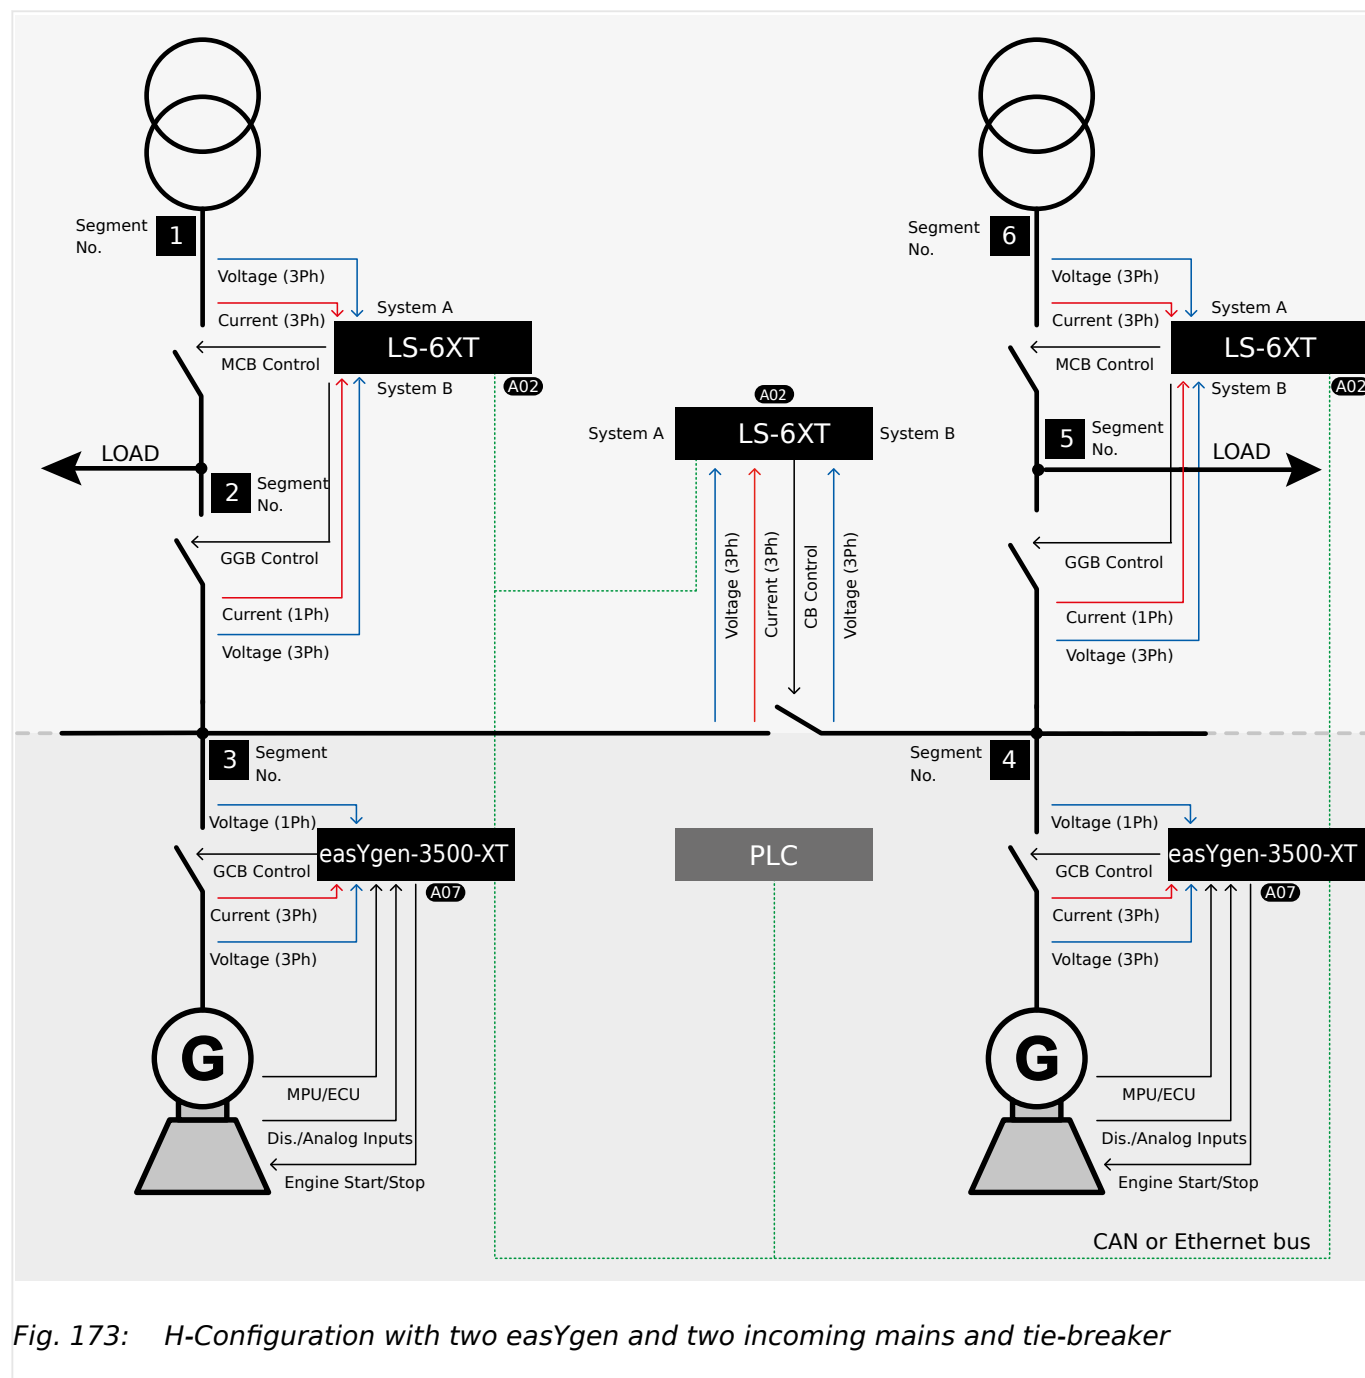 Segment
No.
1
Voltage (3Ph)
Current (3Ph)
System A
LS-6XT
MCB Control
System B
A02
LOAD
2
Segment
No.
GGB Control
Current (1Ph)
Voltage (3Ph)
A02
System A
LS-6XT
System B
Voltage (3Ph)
Current (3Ph)
CB Control
Voltage (3Ph)
Segment
No.
6
Voltage (3Ph)
Current (3Ph)
System A
LS-6XT
MCB Control
System B
A02
5
Segment
No.
LOAD
GGB Control
Current (1Ph)
Voltage (3Ph)
3
Segment
No.
Voltage (1Ph)
easYgen-3500-XT
GCB Control
A07
Current (3Ph)
Voltage (3Ph)
G
MPU/ECU
Dis./Analog Inputs
Engine Start/Stop
PLC
Segment
No.
4
Voltage (1Ph)
easYgen-3500-XT
GCB Control
A07
Current (3Ph)
Voltage (3Ph)
G
MPU/ECU
Dis./Analog Inputs
Engine Start/Stop
CAN or Ethernet bus
Fig. 173: H-Configuration with two easYgen and two incoming mains and tie-breaker